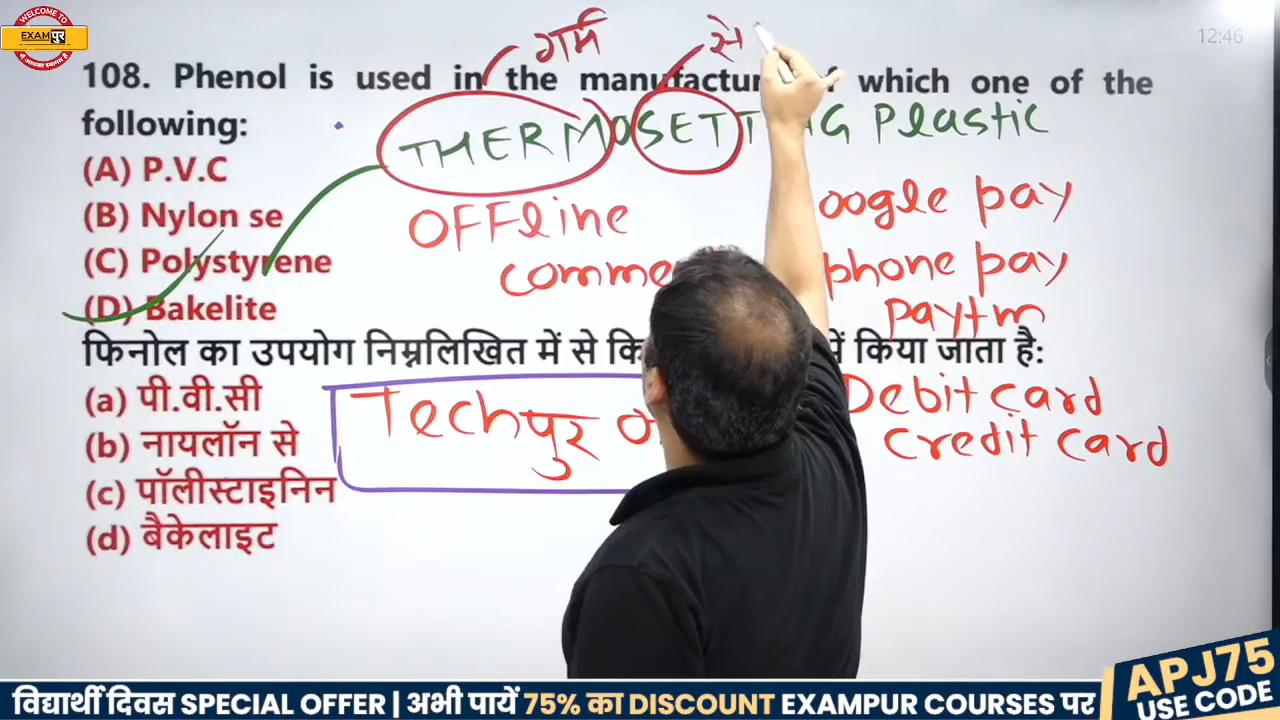 WELCOME TO
EXAMपुर
12:46
गर्म
से
108. Phenol is used in the manufactur of which one of the
following:
THERMOSETT G Plastic
(A) P.V.C
(B) Nylon se
(C) Polystyrene
(D) Bakelite
OFFline
comme
oogle pay
phone pay
Paytm
फिनोल का उपयोग निम्नलिखित में से कि में किया जाता है:
(a) पी.वी.सी
(b) नायलॉन से
(c) पॉलीस्टाइनिन
(d) बैकेलाइट
Techपुर
Debit card
credit card
विद्यार्थी दिवस SPECIAL OFFER | अभी पायें 75% का DISCOUNT EXAMPUR COURSES पर
APJ75
USE CODE